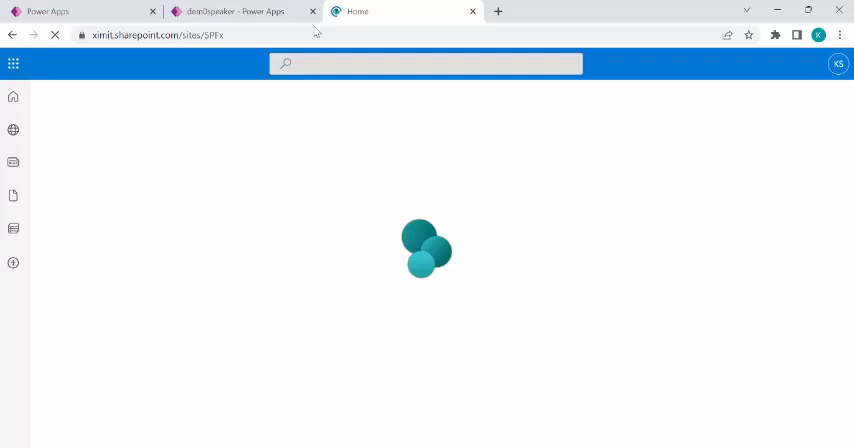 Power Apps
dem0speaker - Power Apps
Home
ximit.sharepoint.com/sites/SPFx
K
KS